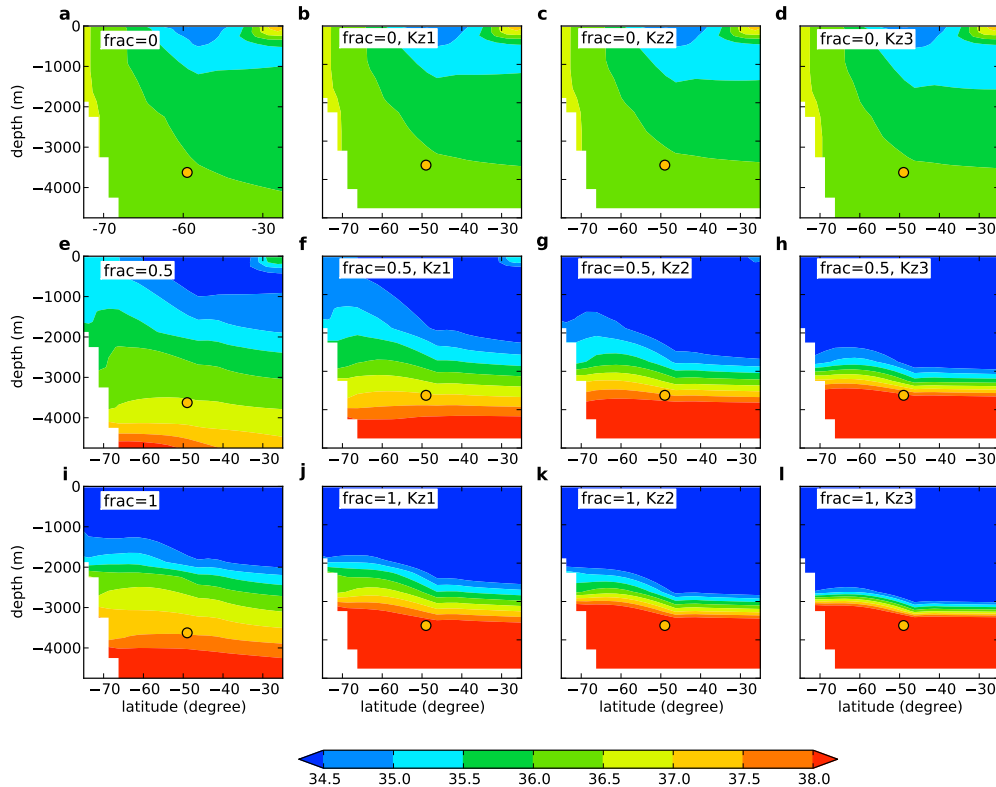 a b c d
frac=0 frac=0, Kz1 frac=0, Kz2 frac=0, Kz3
0
−1000
−2000
−3000
−4000
depth (m)
-70 -60 -25
−70 −60 −50 −40 −30
−70 −60 −50 −40 −30
−70 −60 −50 −40 −30
e f g h
frac=0.5 frac=0.5, Kz1 frac=0.5, Kz2 frac=0.5, Kz3
0
−1000
−2000
−3000
−4000
depth (m)
−70 −60 −50 −40 −30
−70 −60 −50 −40 −30
−70 −60 −50 −40 −30
−70 −60 −50 −40 −30
i j k l
frac=1 frac=1, Kz1 frac=1, Kz2 frac=1, Kz3
0
−1000
−2000
−3000
−4000
depth (m)
−70 −60 −50 −40 −30
−70 −60 −50 −40 −30
−70 −60 −50 −40 −30
−70 −60 −50 −40 −30
latitude (degree) latitude (degree) latitude (degree) latitude (degree)
34.5 35.0 35.5 36.0 36.5 37.0 37.5 38.0